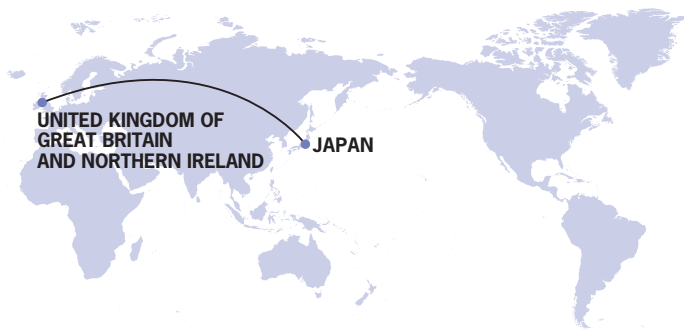 UNITED KINGDOM OF
GREAT BRITAIN
AND NORTHERN IRELAND
JAPAN